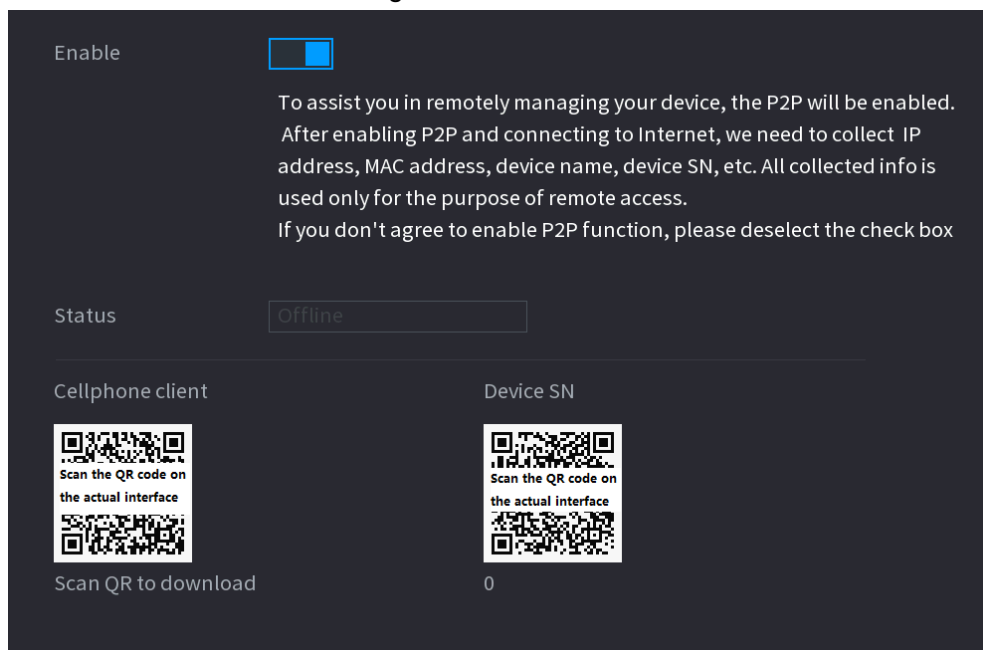 Enable
To assist you in remotely managing your device, the P2P will be enabled.
After enabling P2P and connecting to Internet, we need to collect IP
address, MAC address, device name, device SN, etc. All collected info is
used only for the purpose of remote access.
If you don't agree to enable P2P function, please deselect the check box
Status
Offline
Cellphone client
Device SN
Scan the QR code on
the actual interface
Scan the QR code on
the actual interface
Scan QR to download
0